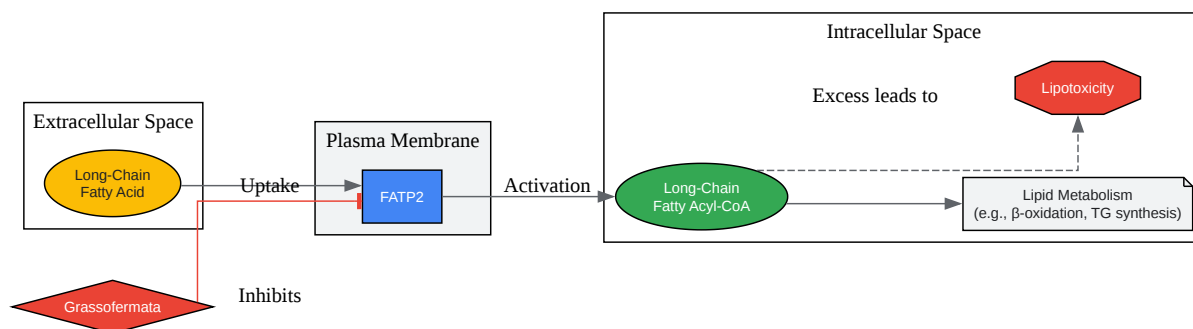 Extracellular Space
Long-Chain
Fatty Acid
Grassofermata
Uptake
Inhibits
Plasma Membrane
FATP2
Activation
Intracellular Space
Excess leads to
Lipotoxicity
Long-Chain
Fatty Acyl-CoA
Lipid Metabolism
(e.g., β-oxidation, TG synthesis)